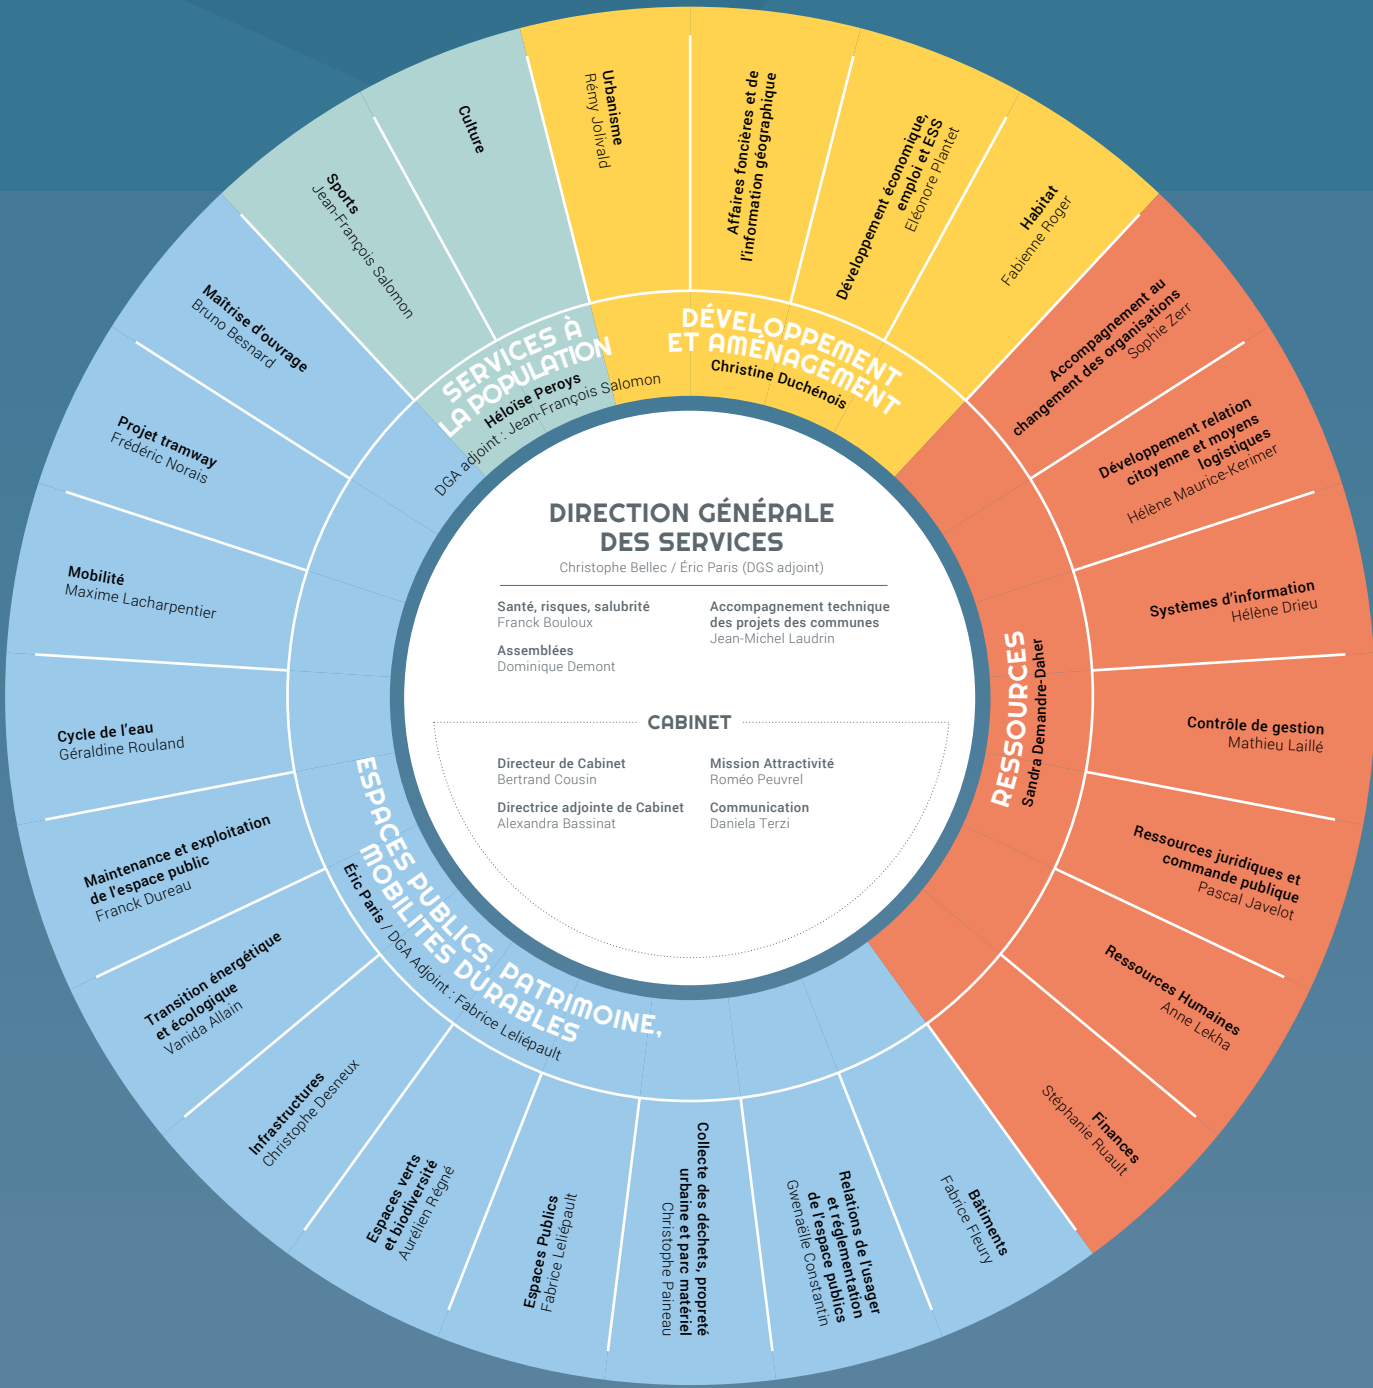 DIRECTION GÉNÉRALE
DES SERVICES
Christophe Bellec / Éric Paris (DGS adjoint)
Santé, risques, salubrité
Franck Bouloux
Assemblées
Dominique Demont
Accompagnement technique
des projets des communes
Jean-Michel Laudrin
CABINET
Directeur de Cabinet
Bertrand Cousin
Directrice adjointe de Cabinet
Alexandra Bassinat
Mission Attractivité
Roméo Peuvrel
Communication
Daniela Terzi
SERVICES À
LA POPULATION
Héloïse Peroys
DGA adjoint : Jean-François Salomon
Sports
Jean-François Salomon
Culture
DÉVELOPPEMENT
ET AMÉNAGEMENT
Christine Duchénois
Urbanisme
Rémy Jolivald
Affaires foncières et de
l'information géographique
Développement économique,
emploi et ESS
Eléonore Plantet
Habitat
Fabienne Roger
RESSOURCES
Sandra Demandre-Daher
Accompagnement au
changement des organisations
Sophie Zerr
Développement relation
citoyenne et moyens
logistiques
Hélène Maurice-Kerimer
Systèmes d'information
Hélène Drieu
Contrôle de gestion
Mathieu Laillé
Ressources juridiques et
commande publique
Pascal Javelot
Ressources Humaines
Anne Lekha
Finances
Stéphanie Ruault
ESPACES PUBLICS, PATRIMOINE,
MOBILITÉS DURABLES
Éric Paris / DGA Adjoint : Fabrice Leliépault
Bâtiments
Fabrice Fleury
Relations de l'usager
et réglementation
de l'espace publics
Gwenaëlle Constantin
Collecte des déchets, propreté
urbaine et parc matériel
Christophe Paineau
Espaces Publics
Fabrice Leliépault
Espaces verts
et biodiversité
Aurélien Régné
Infrastructures
Christophe Desneux
Transition énergétique
et écologique
Vanida Allain
Maintenance et exploitation
de l'espace public
Franck Dureau
Cycle de l'eau
Géraldine Rouland
Mobilité
Maxime Lacharpentier
Projet tramway
Frédéric Norais
Maîtrise d'ouvrage
Bruno Besnard